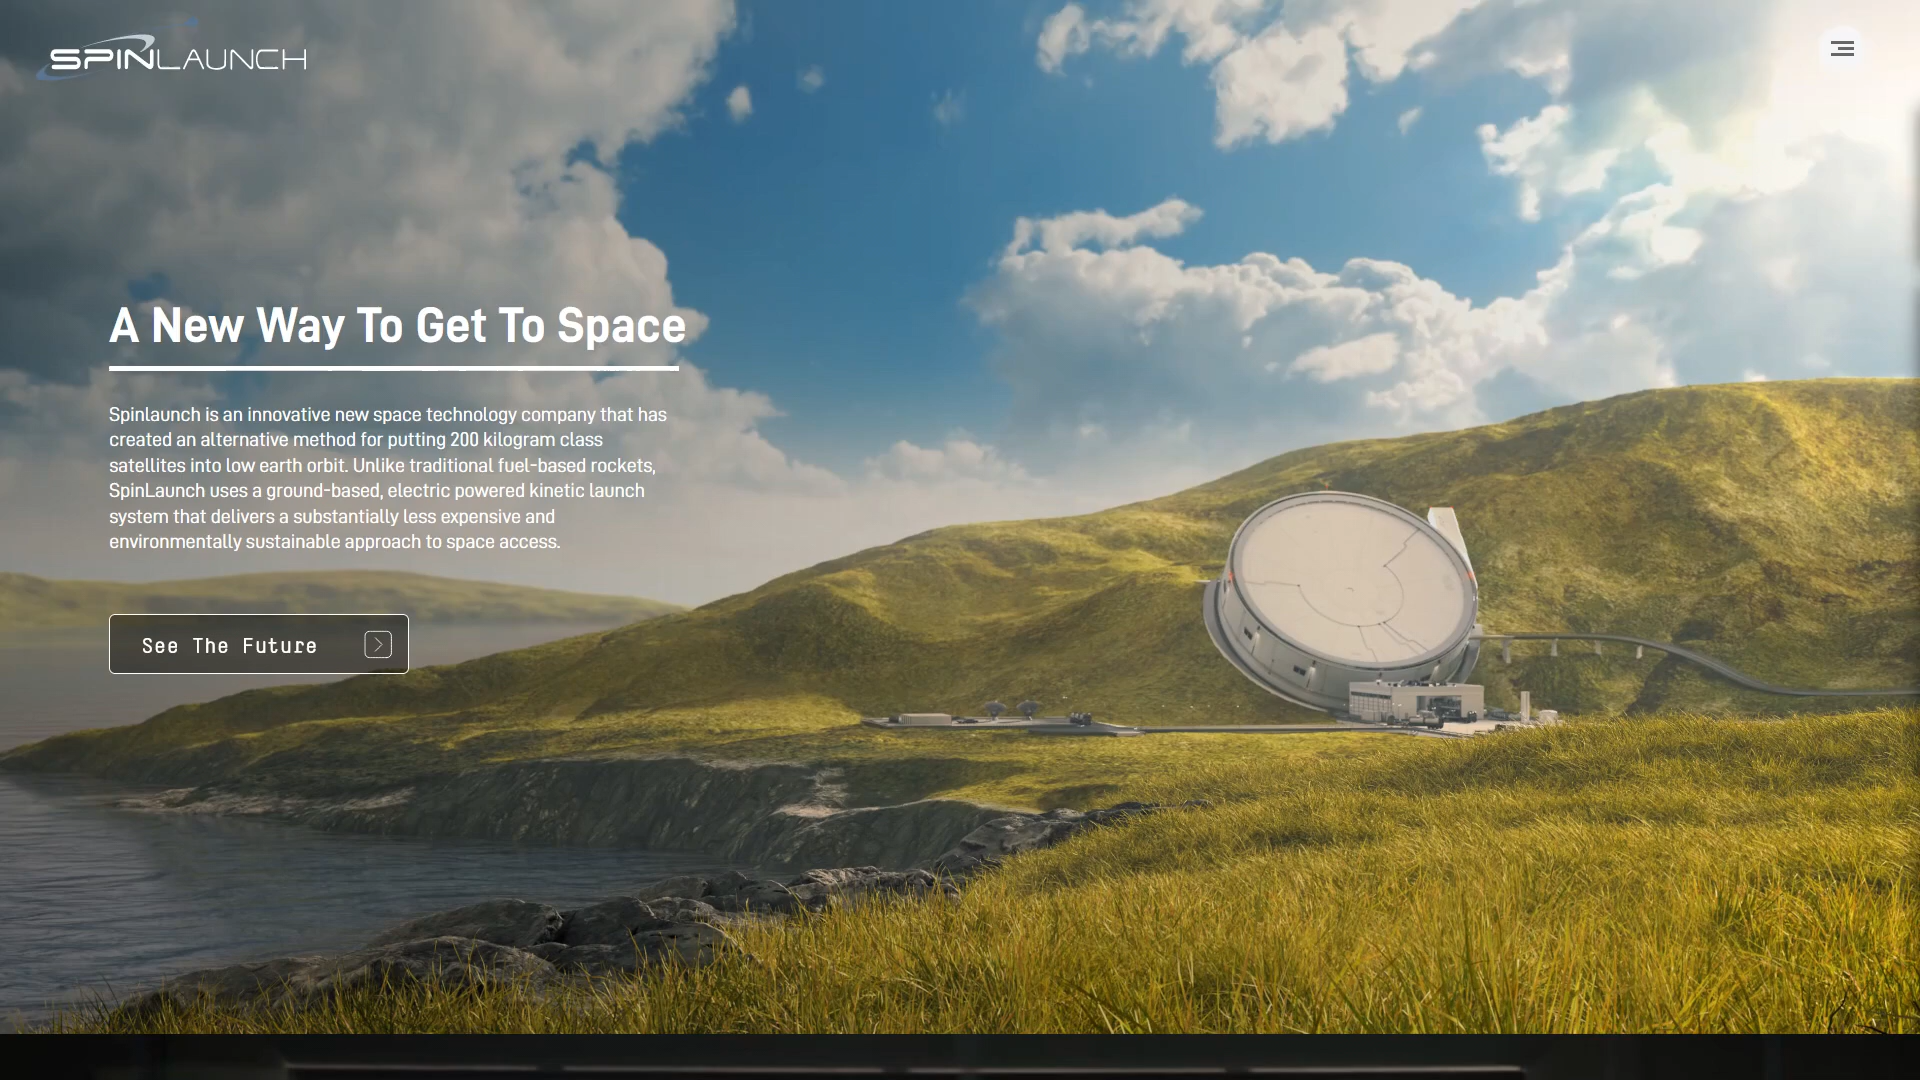 SPINLAUNCH
A New Way To Get To Space
Spinlaunch is an innovative new space technology company that has
created an alternative method for putting 200 kilogram class
satellites into low earth orbit. Unlike traditional fuel-based rockets,
SpinLaunch uses a ground-based, electric powered kinetic launch
system that delivers a substantially less expensive and
environmentally sustainable approach to space access.
See The Future